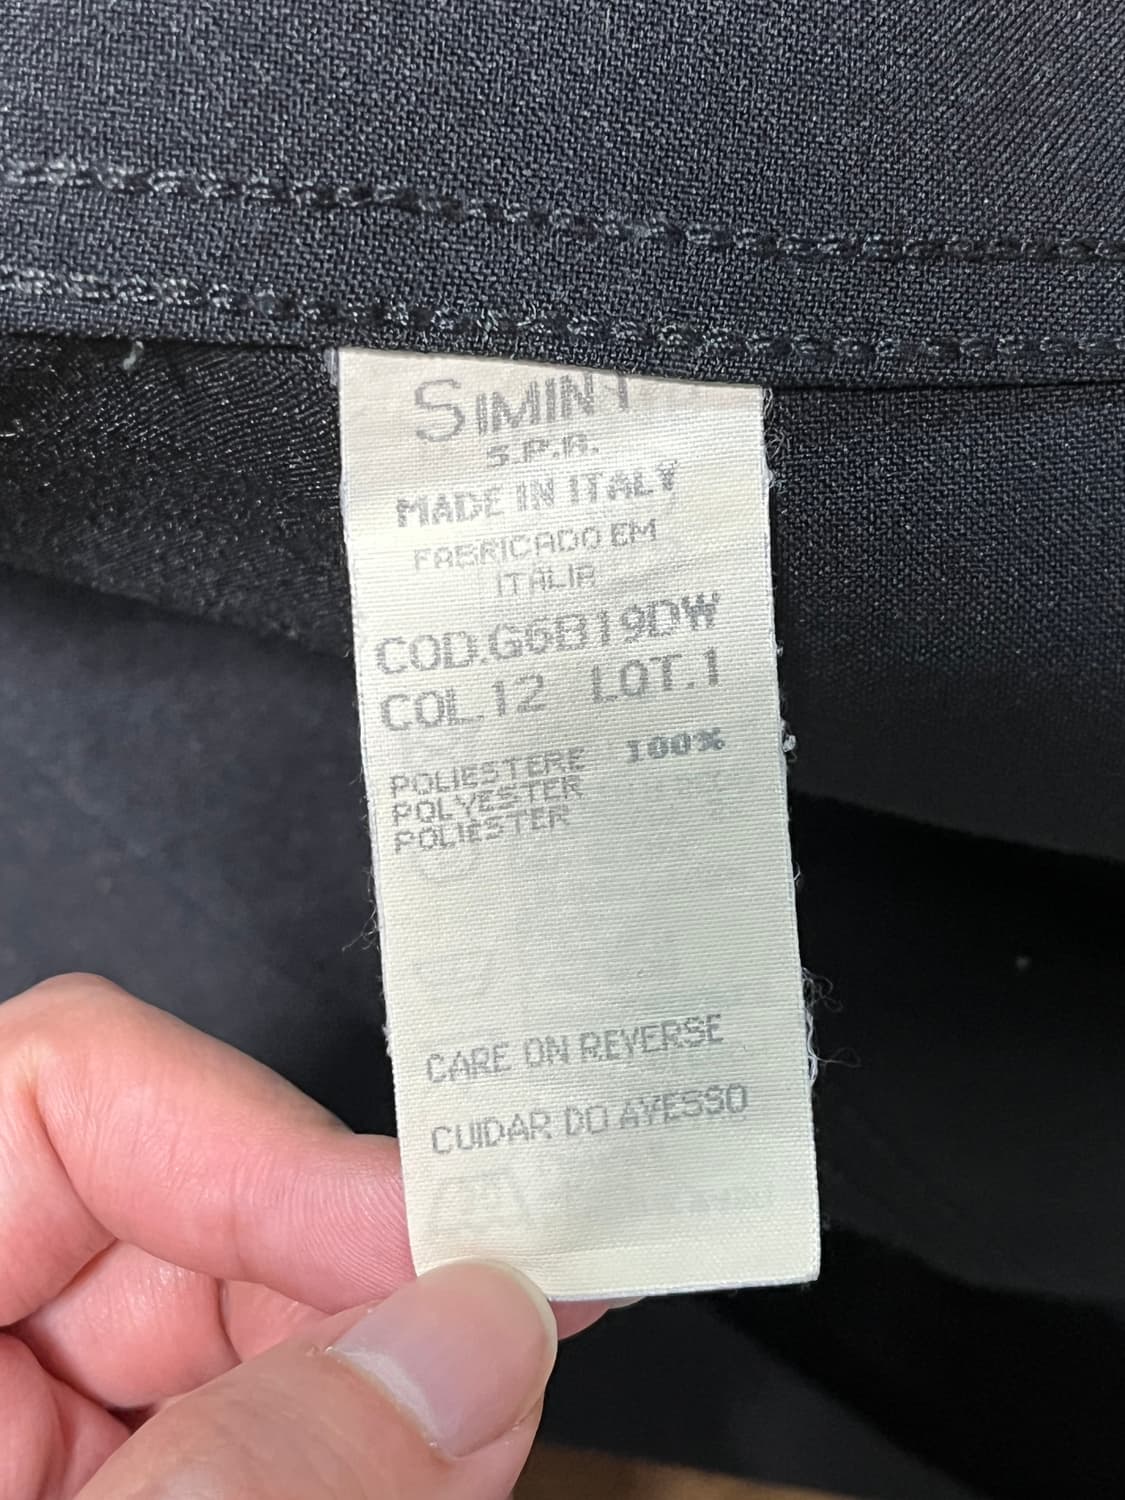 SIMINT
S.P.A.
MADE IN ITALY
FABRICADO EM
ITALIA
COD.G6B19DW
COL.12 LOT.1
POLIESTERE 100%
POLYESTER
POLIESTER
CARE ON REVERSE
CUIDAR DO AVESSO